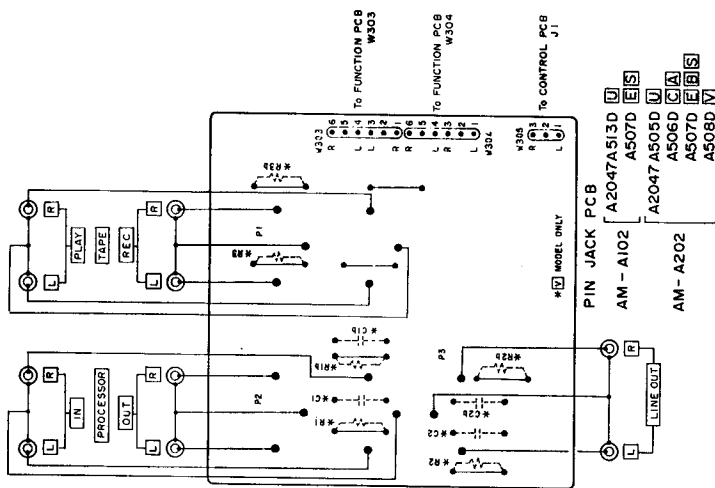 R
PLAY
L
TAPE
R
REC
L
P1
*R3b
*R3
R
IN
L
PROCESSOR
R
OUT
L
P2
*C1b
*R1b
*C1
*R1
P3
*R2b
*C2b
*C2
*R2
R
LINE OUT
L
W303
R 6
5
L 4
L 3
2
R 1
To FUNCTION PCB
W303
R 6
5
L 4
R 3
2
L 1
W304
To FUNCTION PCB
W304
W305
R 3
2
L 1
To CONTROL PCB
J1
*V MODEL ONLY
PIN JACK PCB
AM-A102 A2047A513D U
A507D E S
AM-A202 A2047A505D U
A506D C A
A507D E B S
A508D V